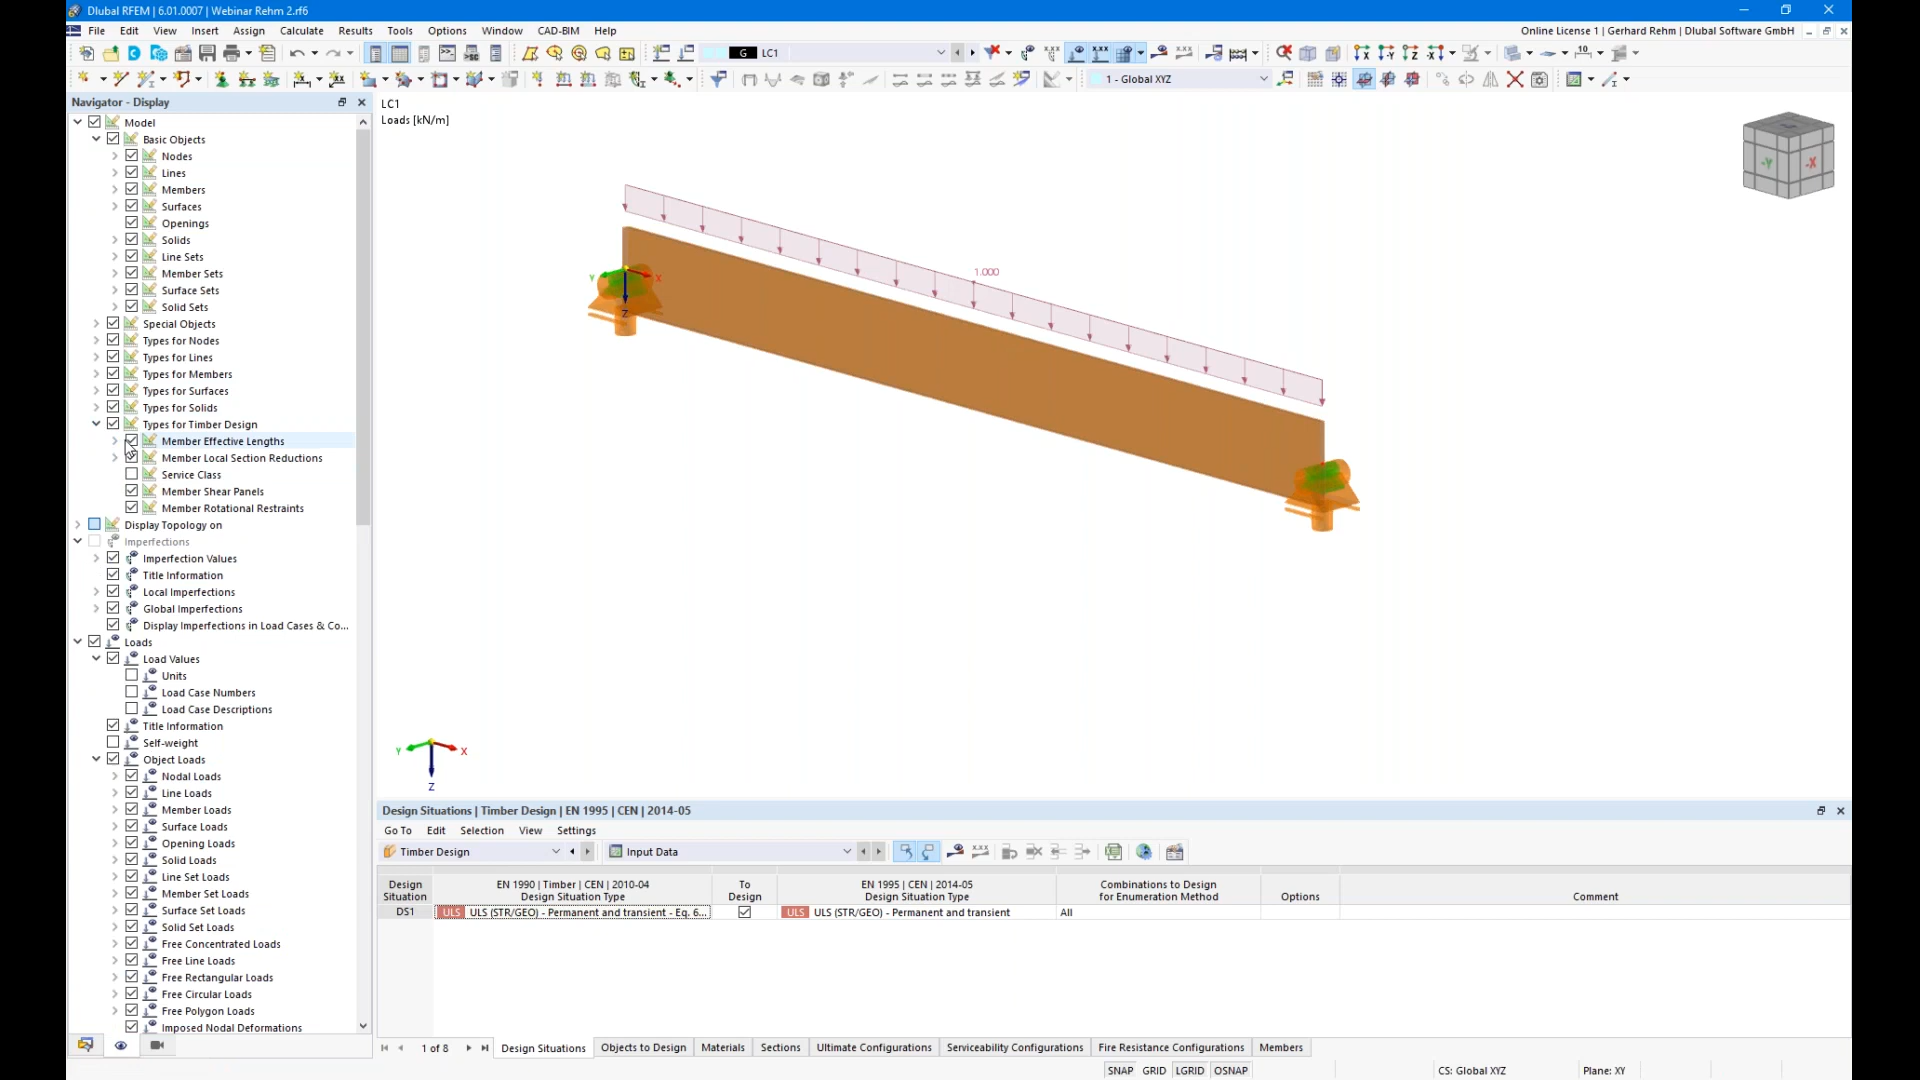 Dlubal RFEM | 6.01.0007 | Webinar Rehm 2.rf6
File Edit View Insert Assign Calculate Results Tools Options Window CAD-BIM Help
Online License 1 | Gerhard Rehm | Dlubal Software GmbH
G LC1
1 - Global XYZ
Navigator - Display
Model
Basic Objects
Nodes
Lines
Members
Surfaces
Openings
Solids
Line Sets
Member Sets
Surface Sets
Solid Sets
Special Objects
Types for Nodes
Types for Lines
Types for Members
Types for Surfaces
Types for Solids
Types for Timber Design
Member Effective Lengths
Member Local Section Reductions
Service Class
Member Shear Panels
Member Rotational Restraints
Display Topology on
Imperfections
Imperfection Values
Title Information
Local Imperfections
Global Imperfections
Display Imperfections in Load Cases & Co...
Loads
Load Values
Units
Load Case Numbers
Load Case Descriptions
Title Information
Self-weight
Object Loads
Nodal Loads
Line Loads
Member Loads
Surface Loads
Opening Loads
Solid Loads
Line Set Loads
Member Set Loads
Surface Set Loads
Solid Set Loads
Free Concentrated Loads
Free Line Loads
Free Rectangular Loads
Free Circular Loads
Free Polygon Loads
Imposed Nodal Deformations
LC1
Loads [kN/m]
1.000
Y X
Z
-Y -X
Y X
Z
Design Situations | Timber Design | EN 1995 | CEN | 2014-05
Go To Edit Selection View Settings
Timber Design Input Data
Design Situation
EN 1990 | Timber | CEN | 2010-04 Design Situation Type
To Design
EN 1995 | CEN | 2014-05 Design Situation Type
Combinations to Design for Enumeration Method
Options
Comment
DS1 ULS ULS (STR/GEO) - Permanent and transient - Eq. 6... ULS ULS (STR/GEO) - Permanent and transient All
1 of 8 Design Situations Objects to Design Materials Sections Ultimate Configurations Serviceability Configurations Fire Resistance Configurations Members
SNAP GRID LGRID OSNAP CS: Global XYZ Plane: XY